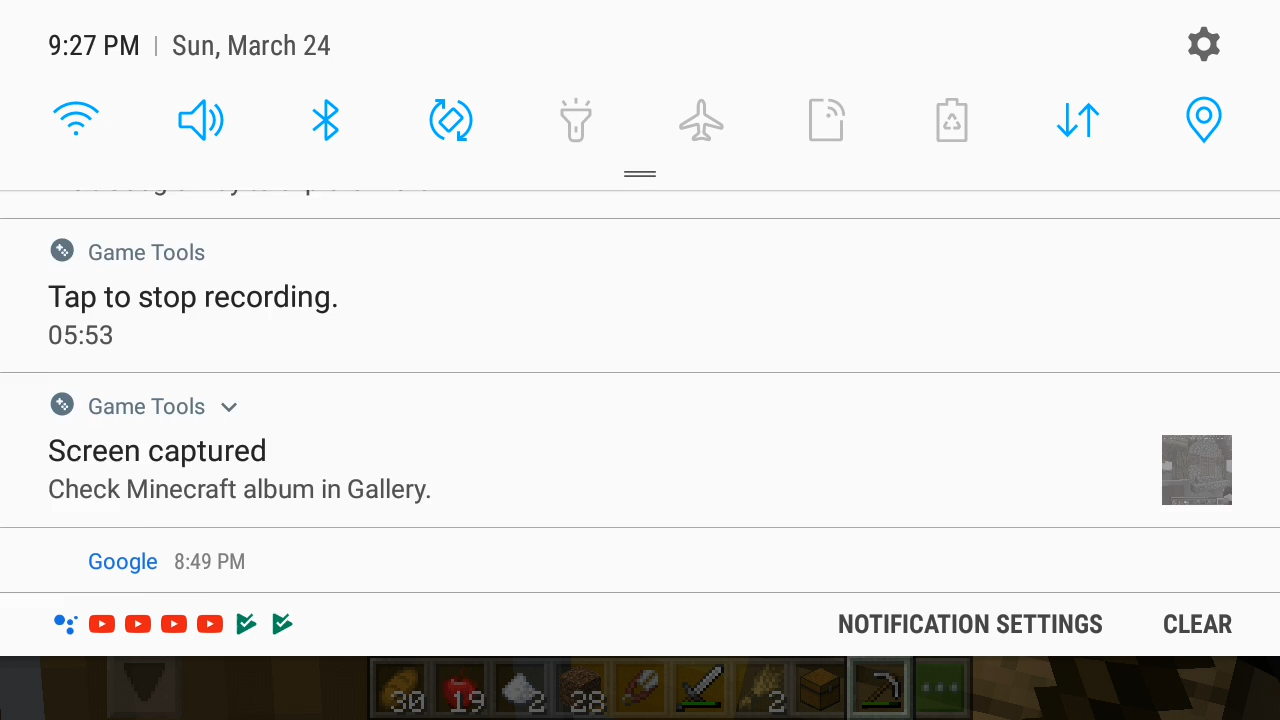 9:27 PM | Sun, March 24
Game Tools
Tap to stop recording.
05:53
Game Tools
Screen captured
Check Minecraft album in Gallery.
Google 8:49 PM
NOTIFICATION SETTINGS CLEAR
30 19 2 28 2